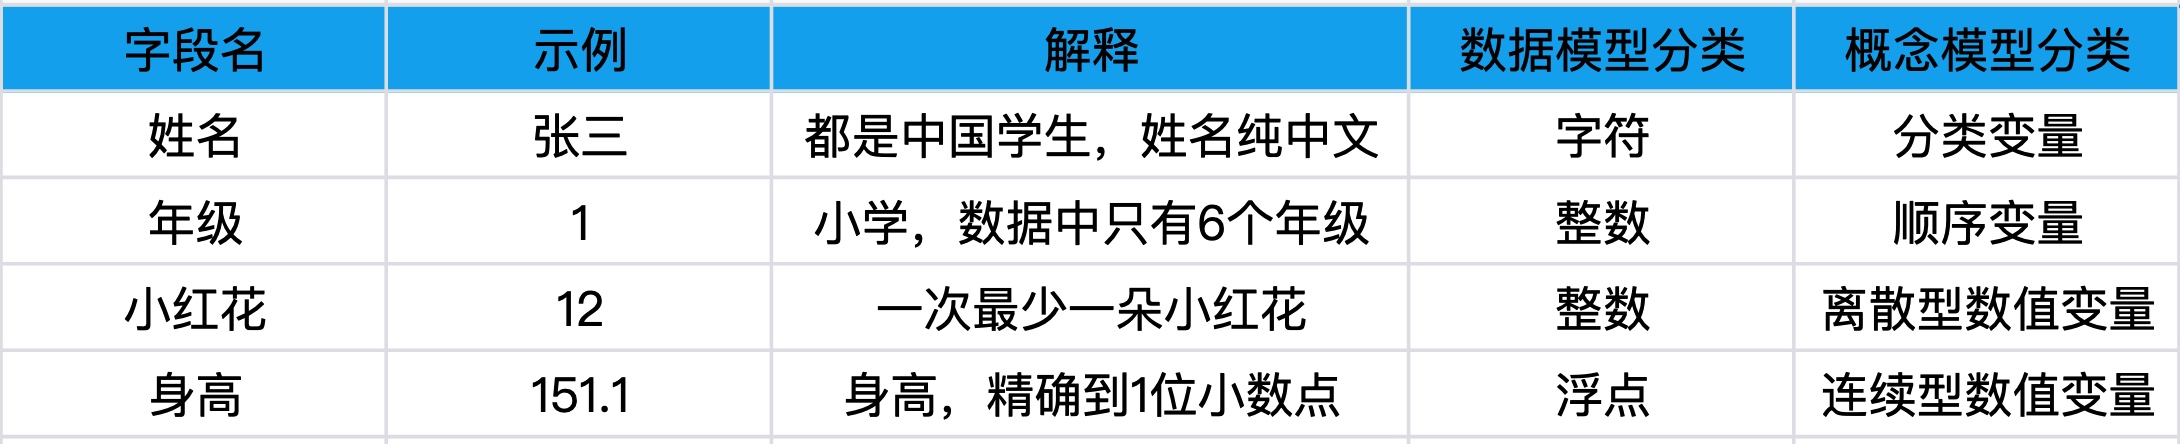 字段名 示例 解释 数据模型分类 概念模型分类
姓名 张三 都是中国学生，姓名纯中文 字符 分类变量
年级 1 小学，数据中只有6个年级 整数 顺序变量
小红花 12 一次最少一朵小红花 整数 离散型数值变量
身高 151.1 身高，精确到1位小数点 浮点 连续型数值变量